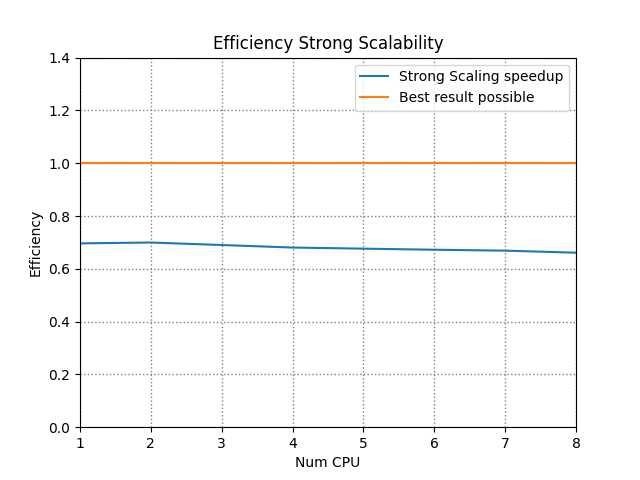 Efficiency Strong Scalability
Strong Scaling speedup
Best result possible
Efficiency
1.4
1.2
1.0
0.8
0.6
0.4
0.2
0.0
1 2 3 4 5 6 7 8
Num CPU